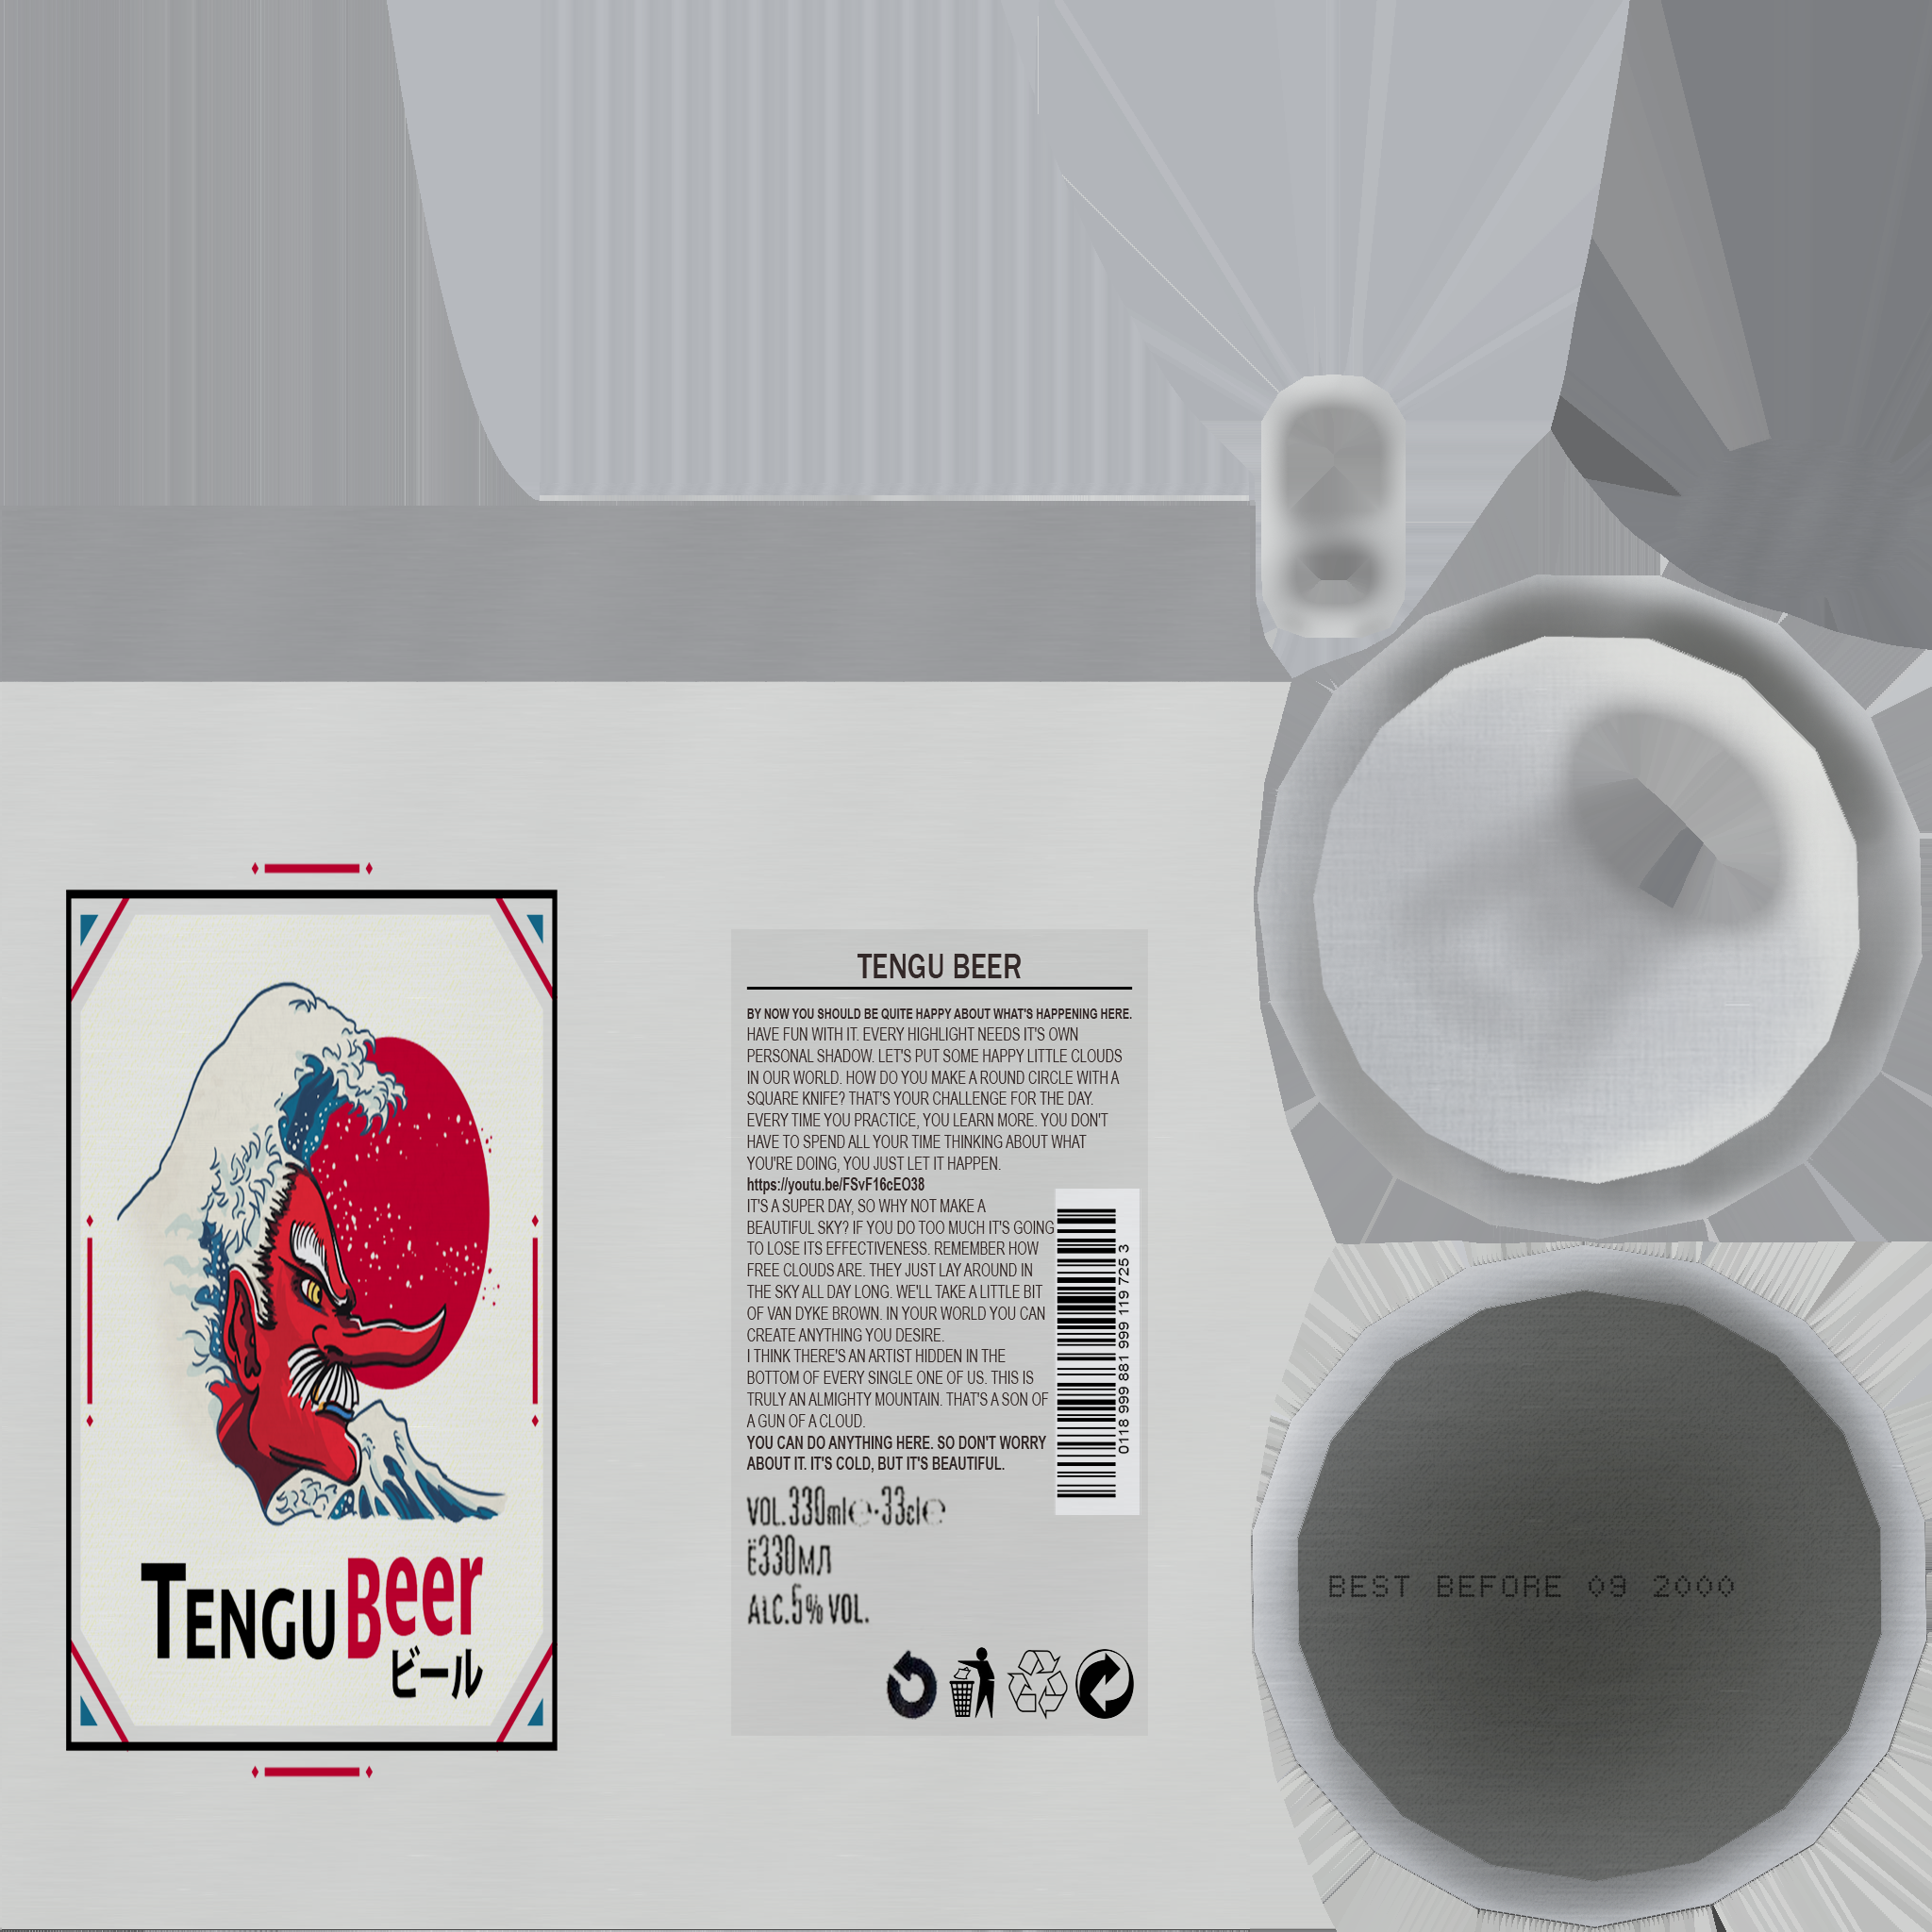 TENGU Beer
ビール
TENGU BEER
BY NOW YOU SHOULD BE QUITE HAPPY ABOUT WHAT'S HAPPENING HERE.
HAVE FUN WITH IT. EVERY HIGHLIGHT NEEDS IT'S OWN
PERSONAL SHADOW. LET'S PUT SOME HAPPY LITTLE CLOUDS
IN OUR WORLD. HOW DO YOU MAKE A ROUND CIRCLE WITH A
SQUARE KNIFE? THAT'S YOUR CHALLENGE FOR THE DAY.
EVERY TIME YOU PRACTICE, YOU LEARN MORE. YOU DON'T
HAVE TO SPEND ALL YOUR TIME THINKING ABOUT WHAT
YOU'RE DOING, YOU JUST LET IT HAPPEN.
https://youtu.be/FSvF16cEO38
IT'S A SUPER DAY, SO WHY NOT MAKE A
BEAUTIFUL SKY? IF YOU DO TOO MUCH IT'S GOING
TO LOSE ITS EFFECTIVENESS. REMEMBER HOW
FREE CLOUDS ARE. THEY JUST LAY AROUND IN
THE SKY ALL DAY LONG. WE'LL TAKE A LITTLE BIT
OF VAN DYKE BROWN. IN YOUR WORLD YOU CAN
CREATE ANYTHING YOU DESIRE.
I THINK THERE'S AN ARTIST HIDDEN IN THE
BOTTOM OF EVERY SINGLE ONE OF US. THIS IS
TRULY AN ALMIGHTY MOUNTAIN. THAT'S A SON OF
A GUN OF A CLOUD.
YOU CAN DO ANYTHING HERE. SO DON'T WORRY
ABOUT IT. IT'S COLD, BUT IT'S BEAUTIFUL.
0118 999 881 999 119 725 3
VOL.330ml℮·33cl℮
Ё330МЛ
ALC.5% VOL.
BEST BEFORE 09 2000